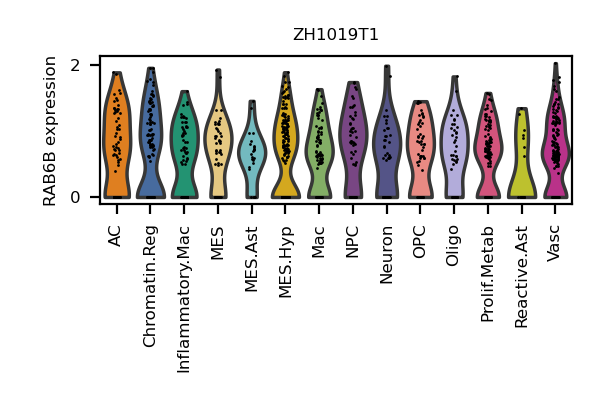 ZH1019T1
RAB6B expression
2
0
AC
Chromatin.Reg
Inflammatory.Mac
MES
MES.Ast
MES.Hyp
Mac
NPC
Neuron
OPC
Oligo
Prolif.Metab
Reactive.Ast
Vasc